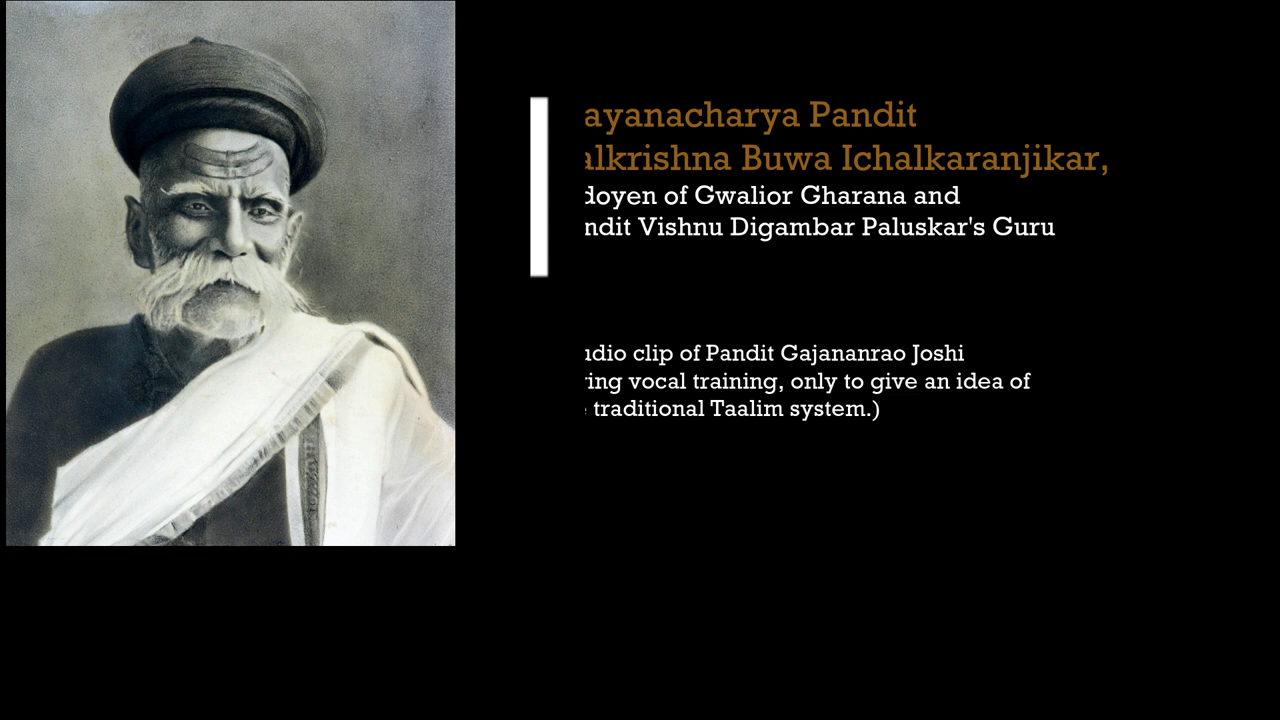 ayanacharya Pandit
alkrishna Buwa Ichalkaranjikar,
doyen of Gwalior Gharana and
ndit Vishnu Digambar Paluskar's Guru
udio clip of Pandit Gajananrao Joshi
ring vocal training, only to give an idea of
traditional Taalim system.)